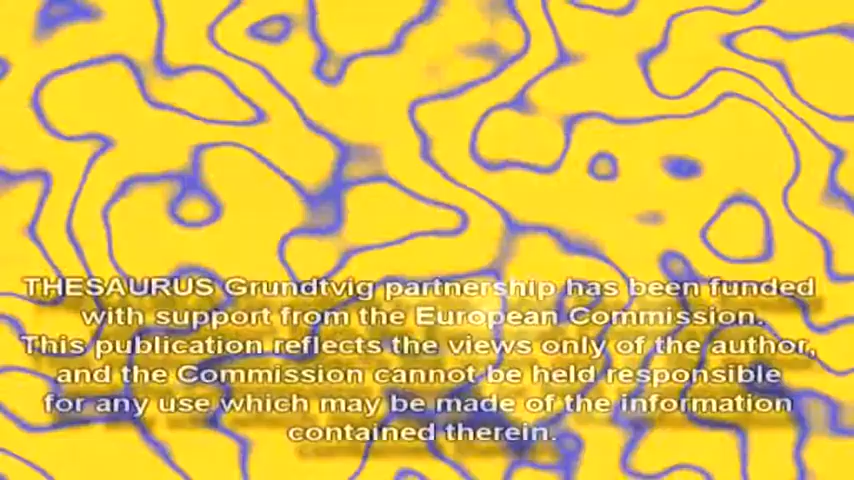 THESAURUS Grundtvig partnership has been funded
with support from the European Commission.
This publication reflects the views only of the author,
and the Commission cannot be held responsible
for any use which may be made of the information
contained therein.